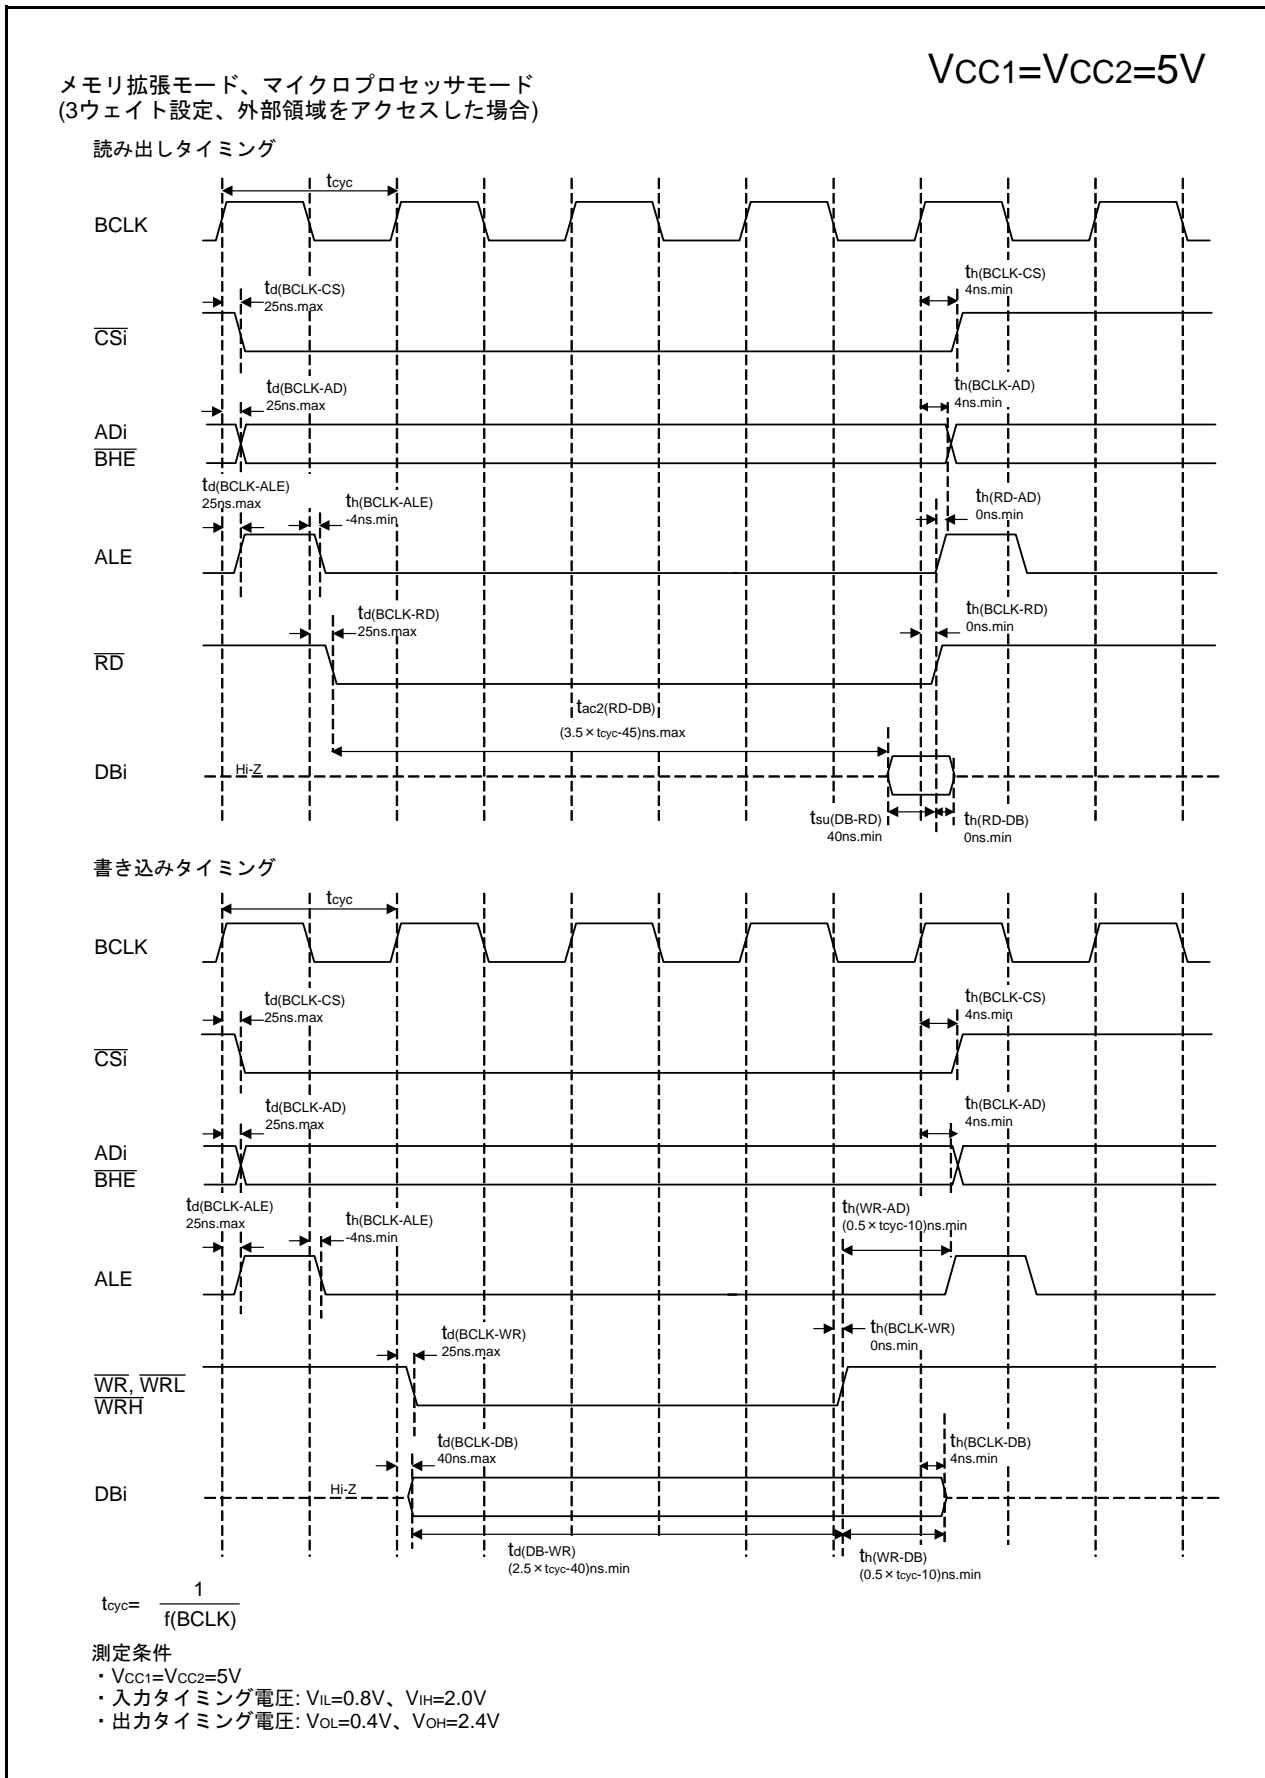 VCC1=VCC2=5V
メモリ拡張モード、マイクロプロセッサモード
(3ウェイト設定、外部領域をアクセスした場合)
読み出しタイミング
tcyc
BCLK
td(BCLK-CS)
25ns.max
th(BCLK-CS)
4ns.min
CSi
td(BCLK-AD)
25ns.max
th(BCLK-AD)
4ns.min
ADi
BHE
td(BCLK-ALE)
25ns.max
th(BCLK-ALE)
-4ns.min
th(RD-AD)
0ns.min
ALE
td(BCLK-RD)
25ns.max
th(BCLK-RD)
0ns.min
RD
tac2(RD-DB)
(3.5×tcyc-45)ns.max
DBi
Hi-Z
tsu(DB-RD)
40ns.min
th(RD-DB)
0ns.min
書き込みタイミング
tcyc
BCLK
td(BCLK-CS)
25ns.max
th(BCLK-CS)
4ns.min
CSi
td(BCLK-AD)
25ns.max
th(BCLK-AD)
4ns.min
ADi
BHE
td(BCLK-ALE)
25ns.max
th(BCLK-ALE)
-4ns.min
th(WR-AD)
(0.5×tcyc-10)ns.min
ALE
td(BCLK-WR)
25ns.max
th(BCLK-WR)
0ns.min
WR, WRL
WRH
td(BCLK-DB)
40ns.max
th(BCLK-DB)
4ns.min
DBi
Hi-Z
td(DB-WR)
(2.5×tcyc-40)ns.min
th(WR-DB)
(0.5×tcyc-10)ns.min
tcyc= 1
f(BCLK)
測定条件
・VCC1=VCC2=5V
・入力タイミング電圧: VIL=0.8V、VIH=2.0V
・出力タイミング電圧: VOL=0.4V、VOH=2.4V